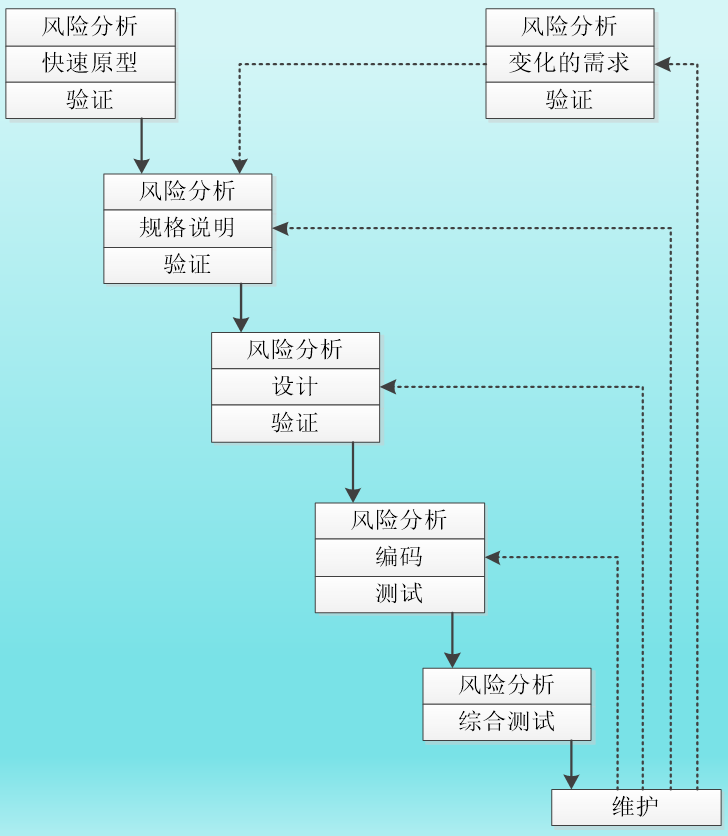 风险分析
快速原型
验证
风险分析
变化的需求
验证
风险分析
规格说明
验证
风险分析
设计
验证
风险分析
编码
测试
风险分析
综合测试
维护